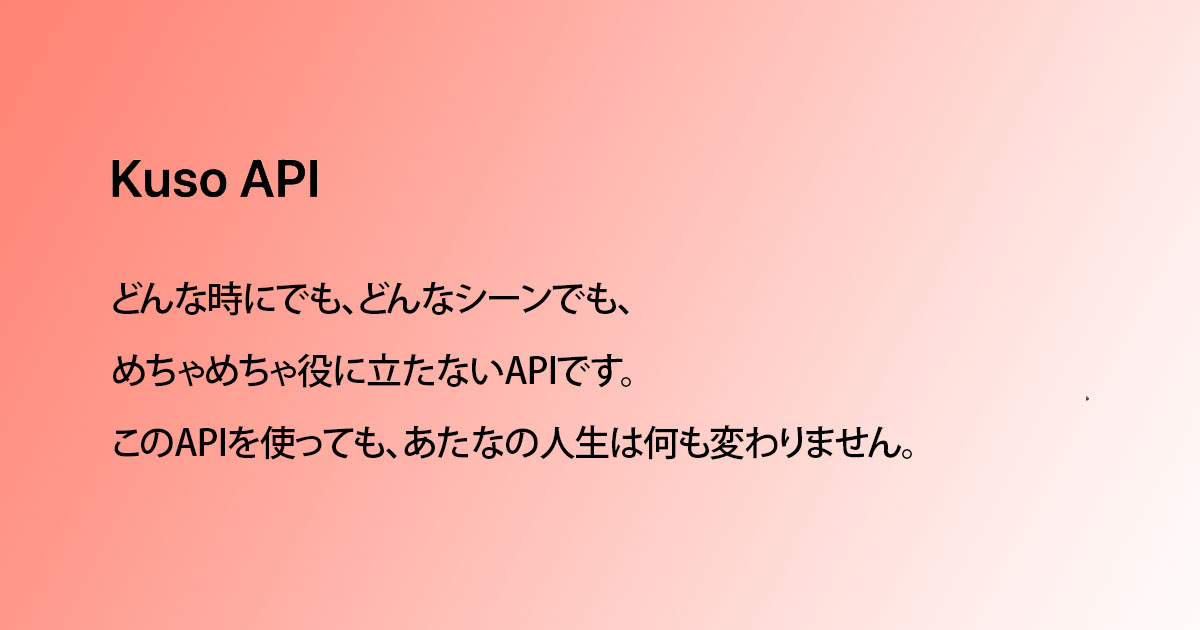 Kuso API
どんな時にでも、どんなシーンでも、
めちゃめちゃ役に立たないAPIです。
このAPIを使っても、あたなの人生は何も変わりません。